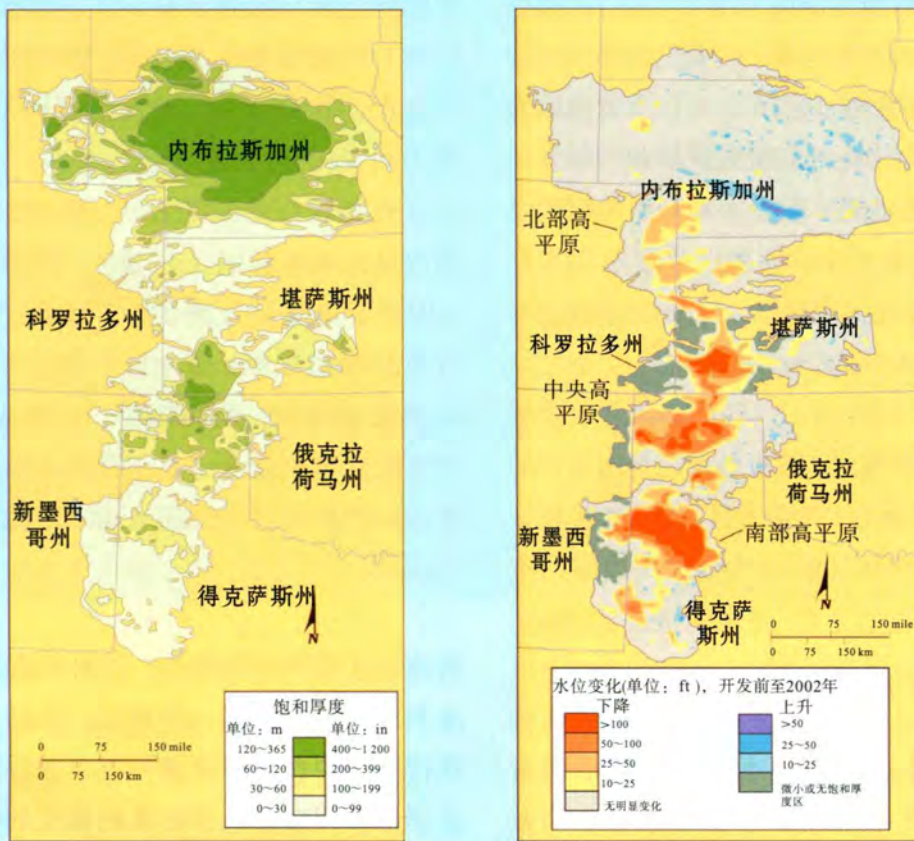 内布拉斯加州
堪萨斯州
科罗拉多州
俄克拉
荷马州
新墨西
哥州
得克萨斯州
N
0 75 150 mile
0 75 150 km
饱和厚度
单位：m 单位：in
120～365 400～1 200
60～120 200～399
30～60 100～199
0～30 0～99
内布拉斯加州
北部高
平原
堪萨斯州
科罗拉多州
中央高
平原
俄克拉
荷马州
新墨西
哥州
南部高平原
得克萨
斯州
N
0 75 150 mile
0 75 150 km
水位变化(单位：ft)，开发前至2002年
下降 上升
>100 >50
50～100 25～50
25～50 10～25
10～25 微小或无饱和厚
度区
无明显变化